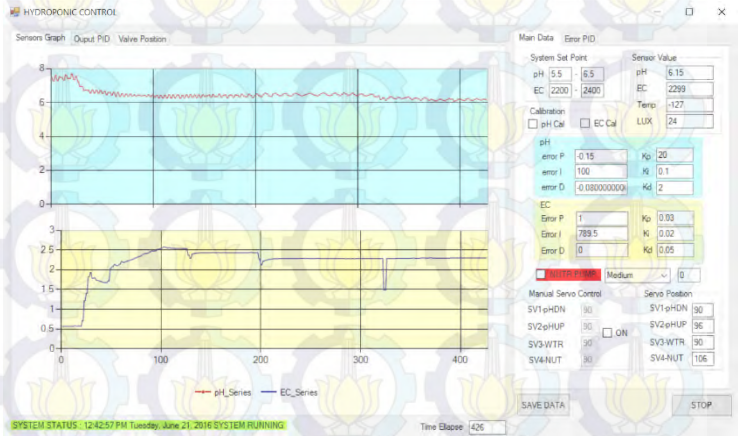 HYDROPONIC CONTROL
Sensors Graph Ouput PID Valve Position
8
6
4
2
0
3
2.5
2
1.5
1
0.5
0
0 100 200 300 400
pH_Series EC_Series
SYSTEM STATUS : 12:42:57 PM Tuesday, June 21, 2016 SYSTEM RUNNING
Time Elapse 426
Main Data Error PID
System Set Point
pH 5.5 - 6.5
EC 2200 - 2400
Sensor Value
pH 6.15
EC 2299
Temp -127
LUX 24
Calibration
pH Cal EC Cal
pH
error P -0.15 Kp 20
error I 100 Ki 0.1
error D -0.080000000 Kd 2
EC
Error P 1 Kp 0.03
Error I 789.5 Ki 0.02
Error D 0 Kd 0.05
NUTR PUMP Medium 0
Manual Servo Control
SV1-pHDN 90
SV2-pHUP 90
SV3-WTR 90
SV4-NUT 90
ON
Servo Position
SV1-pHDN 90
SV2-pHUP 96
SV3-WTR 90
SV4-NUT 106
SAVE DATA STOP